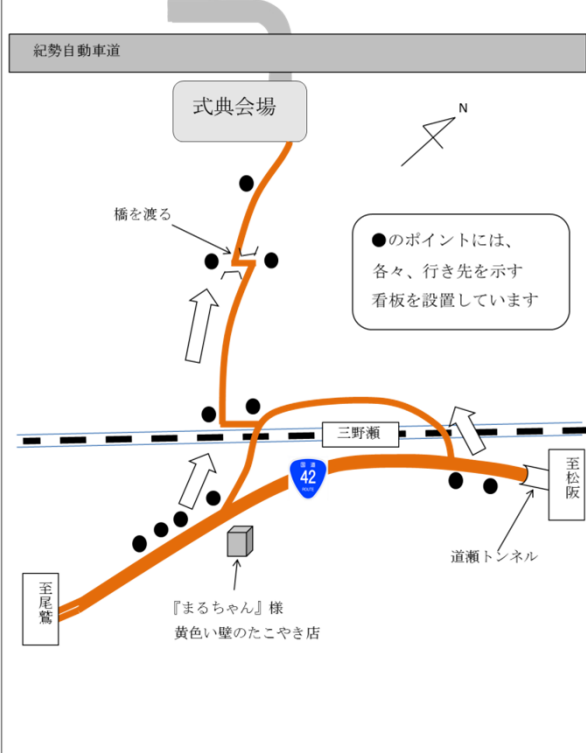 紀勢自動車道
式典会場
N
橋を渡る
●のポイントには、
各々、行き先を示す
看板を設置しています
三野瀬
国道
42
ROUTE
至松阪
道瀬トンネル
至尾鷲
『まるちゃん』様
黄色い壁のたこやき店